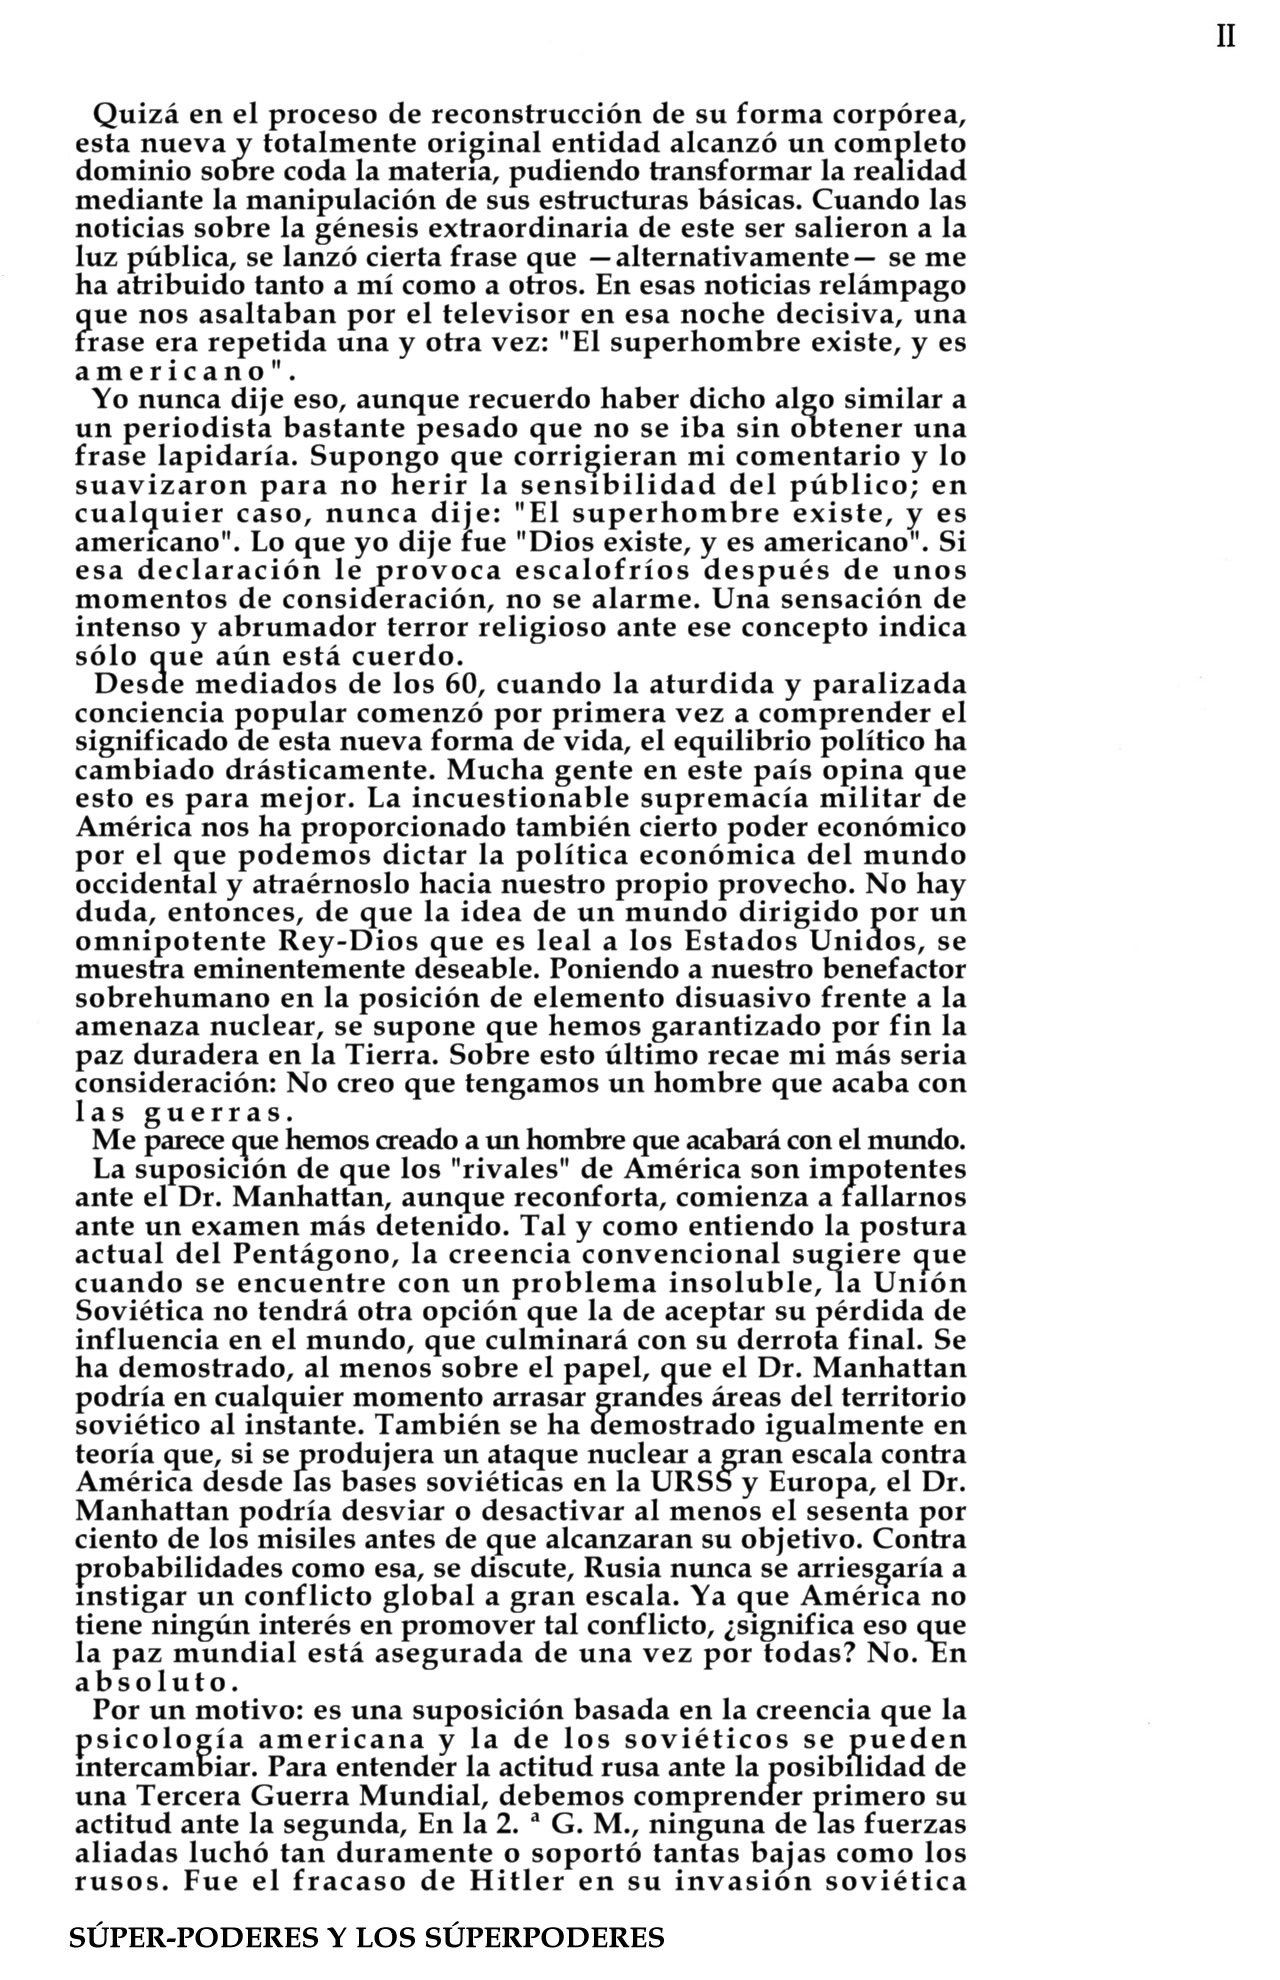 II
Quizá en el proceso de reconstrucción de su forma corpórea,
esta nueva y totalmente original entidad alcanzó un completo
dominio sobre coda la materia, pudiendo transformar la realidad
mediante la manipulación de sus estructuras básicas. Cuando las
noticias sobre la génesis extraordinaria de este ser salieron a la
luz pública, se lanzó cierta frase que —alternativamente— se me
ha atribuido tanto a mí como a otros. En esas noticias relámpago
que nos asaltaban por el televisor en esa noche decisiva, una
frase era repetida una y otra vez: "El superhombre existe, y es
americano".
Yo nunca dije eso, aunque recuerdo haber dicho algo similar a
un periodista bastante pesado que no se iba sin obtener una
frase lapidaría. Supongo que corrigieran mi comentario y lo
suavizaron para no herir la sensibilidad del público; en
cualquier caso, nunca dije: "El superhombre existe, y es
americano". Lo que yo dije fue "Dios existe, y es americano". Si
esa declaración le provoca escalofríos después de unos
momentos de consideración, no se alarme. Una sensación de
intenso y abrumador terror religioso ante ese concepto indica
sólo que aún está cuerdo.
Desde mediados de los 60, cuando la aturdida y paralizada
conciencia popular comenzó por primera vez a comprender el
significado de esta nueva forma de vida, el equilibrio político ha
cambiado drásticamente. Mucha gente en este país opina que
esto es para mejor. La incuestionable supremacía militar de
América nos ha proporcionado también cierto poder económico
por el que podemos dictar la política económica del mundo
occidental y atraérnoslo hacia nuestro propio provecho. No hay
duda, entonces, de que la idea de un mundo dirigido por un
omnipotente Rey-Dios que es leal a los Estados Unidos, se
muestra eminentemente deseable. Poniendo a nuestro benefactor
sobrehumano en la posición de elemento disuasivo frente a la
amenaza nuclear, se supone que hemos garantizado por fin la
paz duradera en la Tierra. Sobre esto último recae mi más seria
consideración: No creo que tengamos un hombre que acaba con
las guerras.
Me parece que hemos creado a un hombre que acabará con el mundo.
La suposición de que los "rivales" de América son impotentes
ante el Dr. Manhattan, aunque reconforta, comienza a fallarnos
ante un examen más detenido. Tal y como entiendo la postura
actual del Pentágono, la creencia convencional sugiere que
cuando se encuentre con un problema insoluble, la Unión
Soviética no tendrá otra opción que la de aceptar su pérdida de
influencia en el mundo, que culminará con su derrota final. Se
ha demostrado, al menos sobre el papel, que el Dr. Manhattan
podría en cualquier momento arrasar grandes áreas del territorio
soviético al instante. También se ha demostrado igualmente en
teoría que, si se produjera un ataque nuclear a gran escala contra
América desde las bases soviéticas en la URSS y Europa, el Dr.
Manhattan podría desviar o desactivar al menos el sesenta por
ciento de los misiles antes de que alcanzaran su objetivo. Contra
probabilidades como esa, se discute, Rusia nunca se arriesgaría a
instigar un conflicto global a gran escala. Ya que América no
tiene ningún interés en promover tal conflicto, ¿significa eso que
la paz mundial está asegurada de una vez por todas? No. En
absoluto.
Por un motivo: es una suposición basada en la creencia que la
psicología americana y la de los soviéticos se pueden
intercambiar. Para entender la actitud rusa ante la posibilidad de
una Tercera Guerra Mundial, debemos comprender primero su
actitud ante la segunda, En la 2. ª G. M., ninguna de las fuerzas
aliadas luchó tan duramente o soportó tantas bajas como los
rusos. Fue el fracaso de Hitler en su invasión soviética
SÚPER-PODERES Y LOS SÚPERPODERES